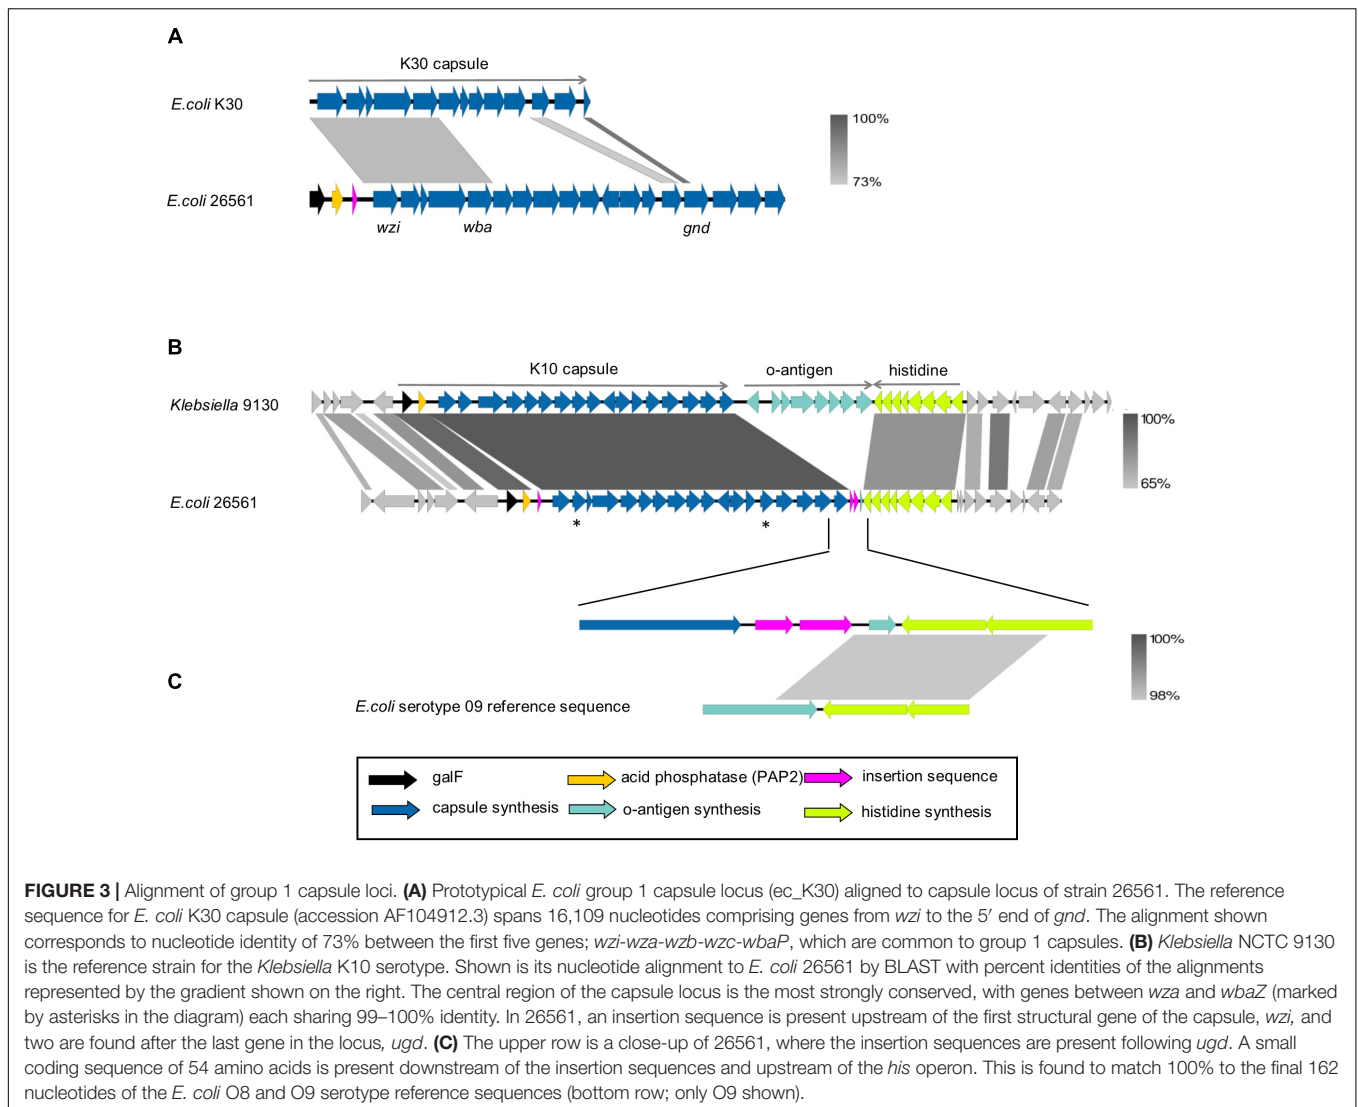 A
K30 capsule
E.coli K30
100%
73%
E.coli 26561
wzi wba gnd
B
K10 capsule o-antigen histidine
Klebsiella 9130
100%
65%
E.coli 26561
* *
100%
98%
C
E.coli serotype 09 reference sequence
galF acid phosphatase (PAP2) insertion sequence
capsule synthesis o-antigen synthesis histidine synthesis
FIGURE 3 | Alignment of group 1 capsule loci. (A) Prototypical E. coli group 1 capsule locus (ec_K30) aligned to capsule locus of strain 26561. The reference
sequence for E. coli K30 capsule (accession AF104912.3) spans 16,109 nucleotides comprising genes from wzi to the 5′ end of gnd. The alignment shown
corresponds to nucleotide identity of 73% between the first five genes; wzi-wza-wzb-wzc-wbaP, which are common to group 1 capsules. (B) Klebsiella NCTC 9130
is the reference strain for the Klebsiella K10 serotype. Shown is its nucleotide alignment to E. coli 26561 by BLAST with percent identities of the alignments
represented by the gradient shown on the right. The central region of the capsule locus is the most strongly conserved, with genes between wza and wbaZ (marked
by asterisks in the diagram) each sharing 99–100% identity. In 26561, an insertion sequence is present upstream of the first structural gene of the capsule, wzi, and
two are found after the last gene in the locus, ugd. (C) The upper row is a close-up of 26561, where the insertion sequences are present following ugd. A small
coding sequence of 54 amino acids is present downstream of the insertion sequences and upstream of the his operon. This is found to match 100% to the final 162
nucleotides of the E. coli O8 and O9 serotype reference sequences (bottom row; only O9 shown).